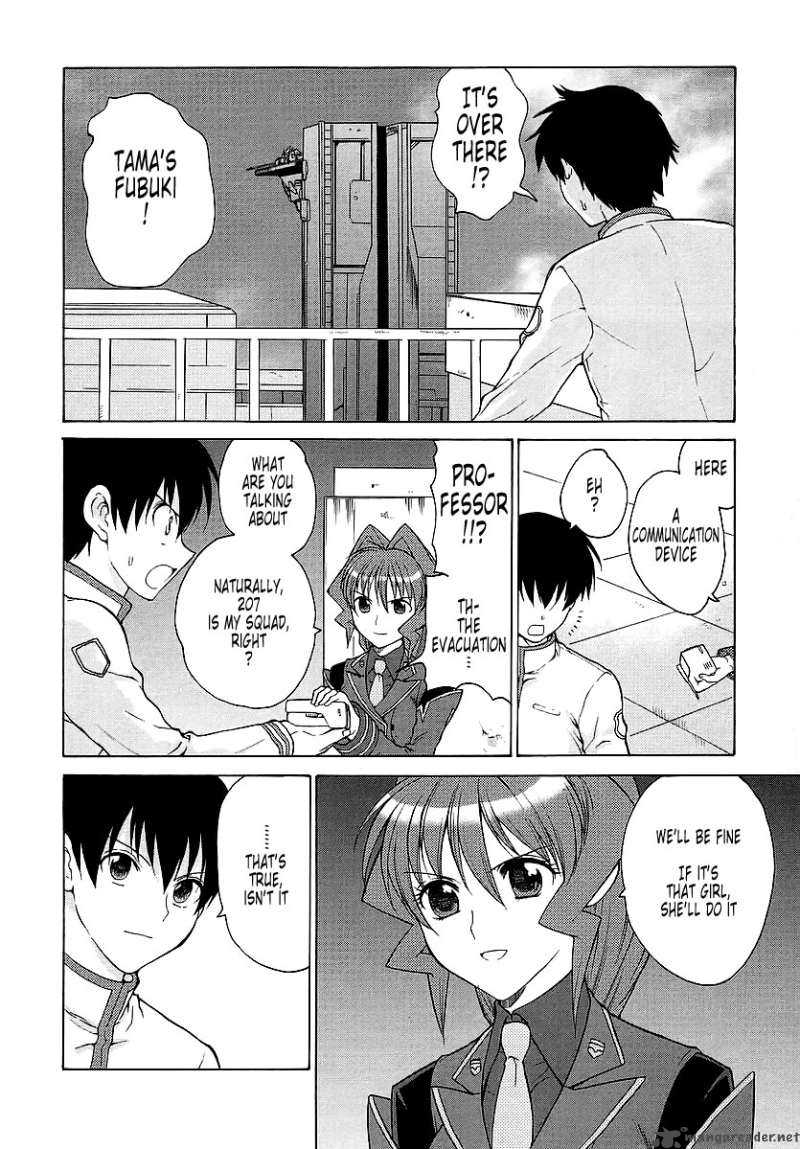 IT'S
OVER
THERE!?
TAMA'S
FUBUKI
!
HERE
A
COMMUNICATION
DEVICE
EH
?
PRO-
FESSOR!!?
TH-
THE
EVACUATION
WHAT
ARE YOU
TALKING
ABOUT
NATURALLY,
207
IS MY SQUAD,
RIGHT
?
WE'LL BE FINE
IF IT'S
THAT GIRL,
SHE'LL DO IT
......
THAT'S
TRUE,
ISN'T IT
mangareader.net